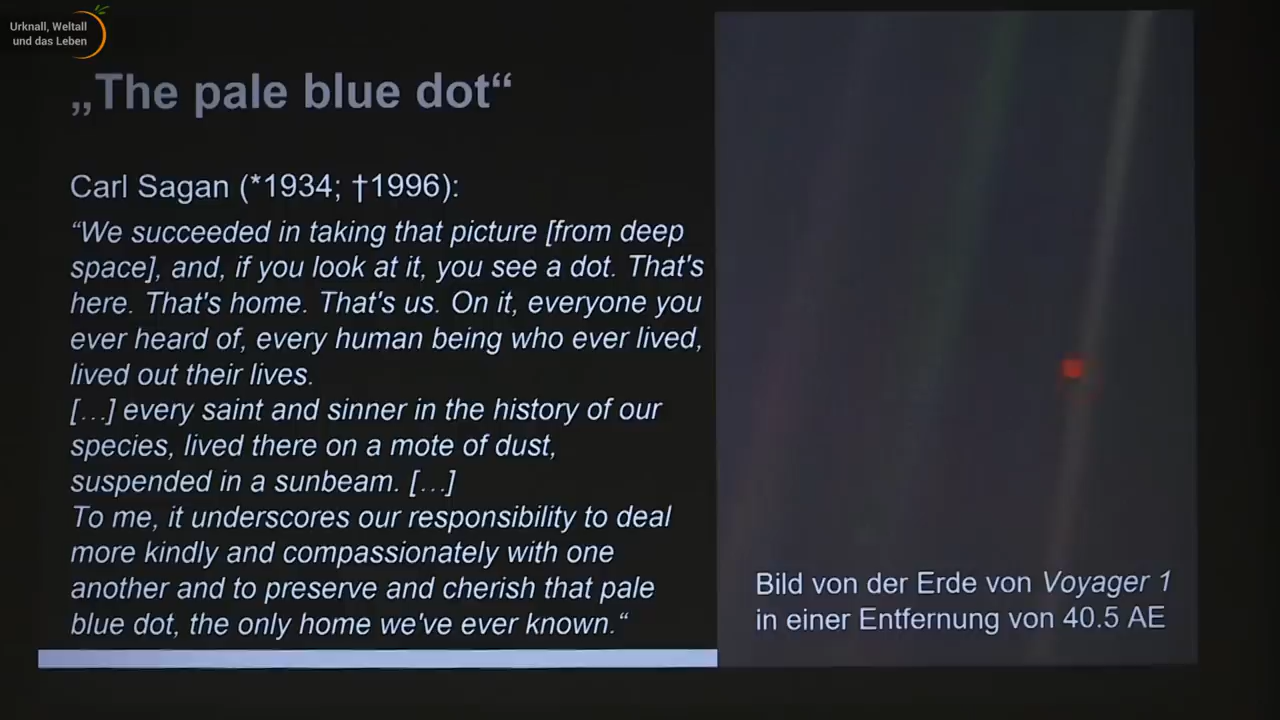 Urknall, Weltall
und das Leben
„The pale blue dot“
Carl Sagan (*1934; †1996):
“We succeeded in taking that picture [from deep
space], and, if you look at it, you see a dot. That's
here. That's home. That's us. On it, everyone you
ever heard of, every human being who ever lived,
lived out their lives.
[…] every saint and sinner in the history of our
species, lived there on a mote of dust,
suspended in a sunbeam. […]
To me, it underscores our responsibility to deal
more kindly and compassionately with one
another and to preserve and cherish that pale
blue dot, the only home we've ever known.“
Bild von der Erde von Voyager 1
in einer Entfernung von 40.5 AE